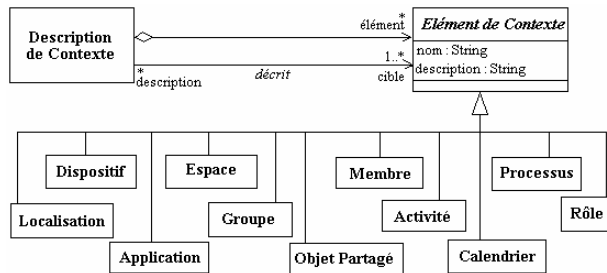 Description
de Contexte
*
élément
Elément de Contexte
nom : String
description : String
*
description
décrit
1..*
cible
Dispositif
Espace
Membre
Processus
Localisation
Groupe
Activité
Rôle
Application
Objet Partagé
Calendrier